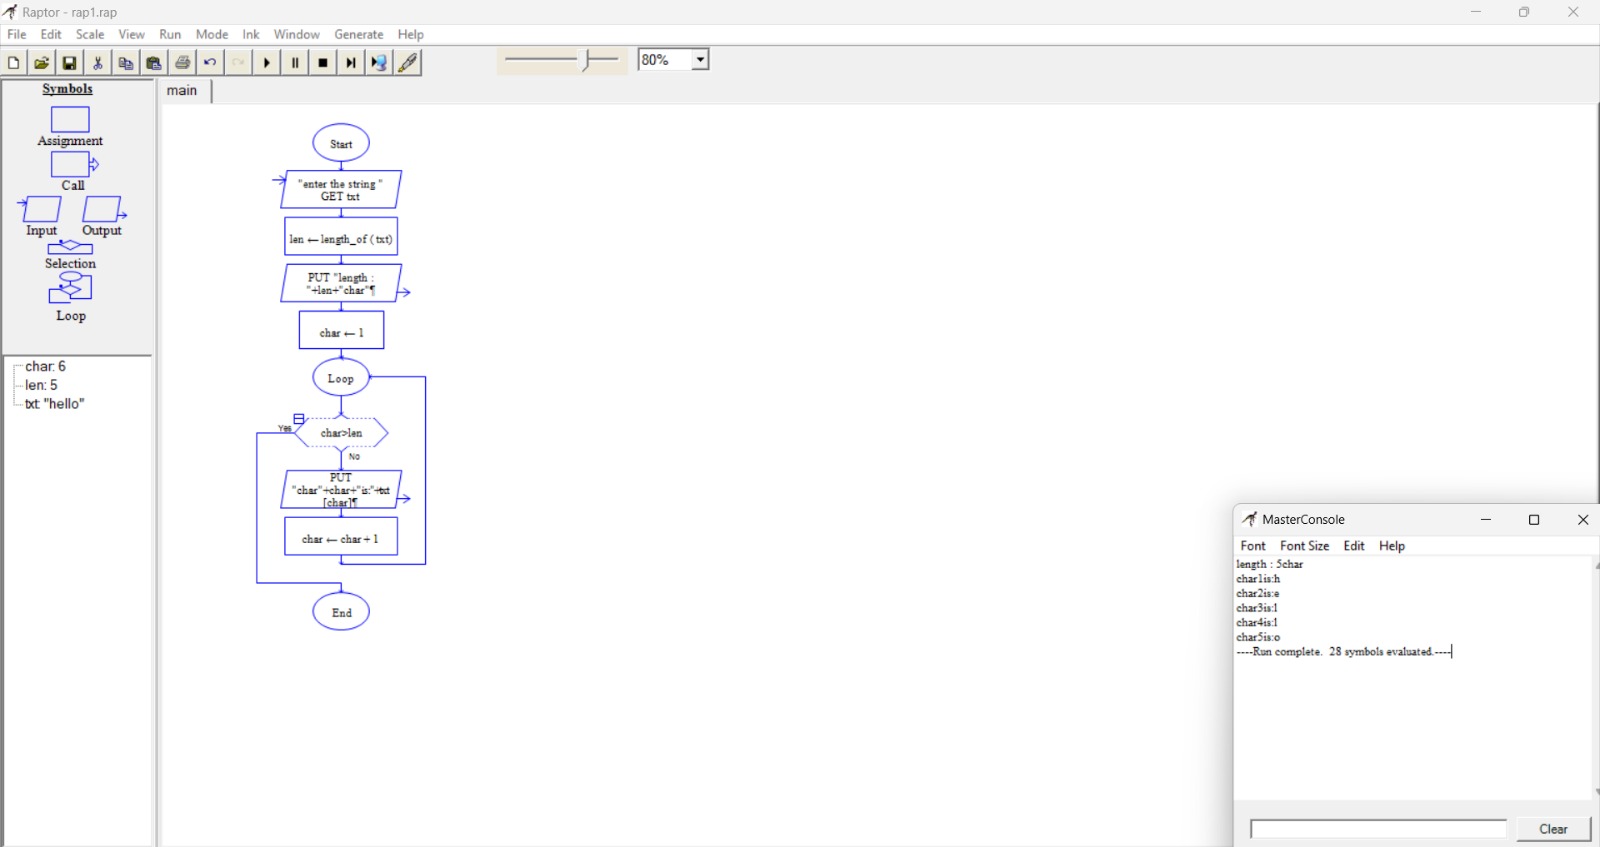 Raptor - rap1.rap
File Edit Scale View Run Mode Ink Window Generate Help
80%
Symbols
Assignment
Call
Input Output
Selection
Loop
char: 6
len: 5
txt: "hello"
main
Start
"enter the string "
GET txt
len ← length_of ( txt)
PUT "length :
"+len+"char"¶
char ← 1
Loop
Yes
char>len
No
PUT
"char"+char+"is:"+txt
[char]¶
char ← char + 1
End
MasterConsole
Font Font Size Edit Help
length : 5char
char1is:h
char2is:e
char3is:l
char4is:l
char5is:o
----Run complete.  28 symbols evaluated.----
Clear